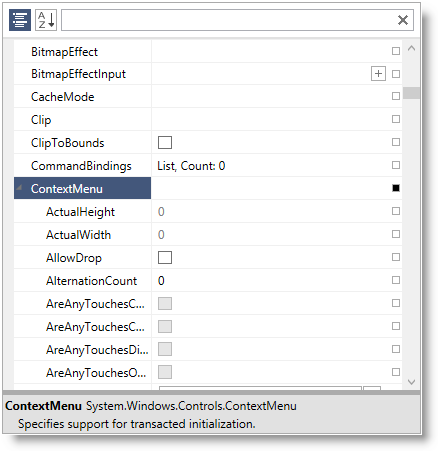 A
Z
BitmapEffect
BitmapEffectInput
CacheMode
Clip
ClipToBounds
CommandBindings List, Count: 0
ContextMenu
ActualHeight 0
ActualWidth 0
AllowDrop
AlternationCount 0
AreAnyTouchesC...
AreAnyTouchesC...
AreAnyTouchesDi...
AreAnyTouchesO...
ContextMenu System.Windows.Controls.ContextMenu
Specifies support for transacted initialization.